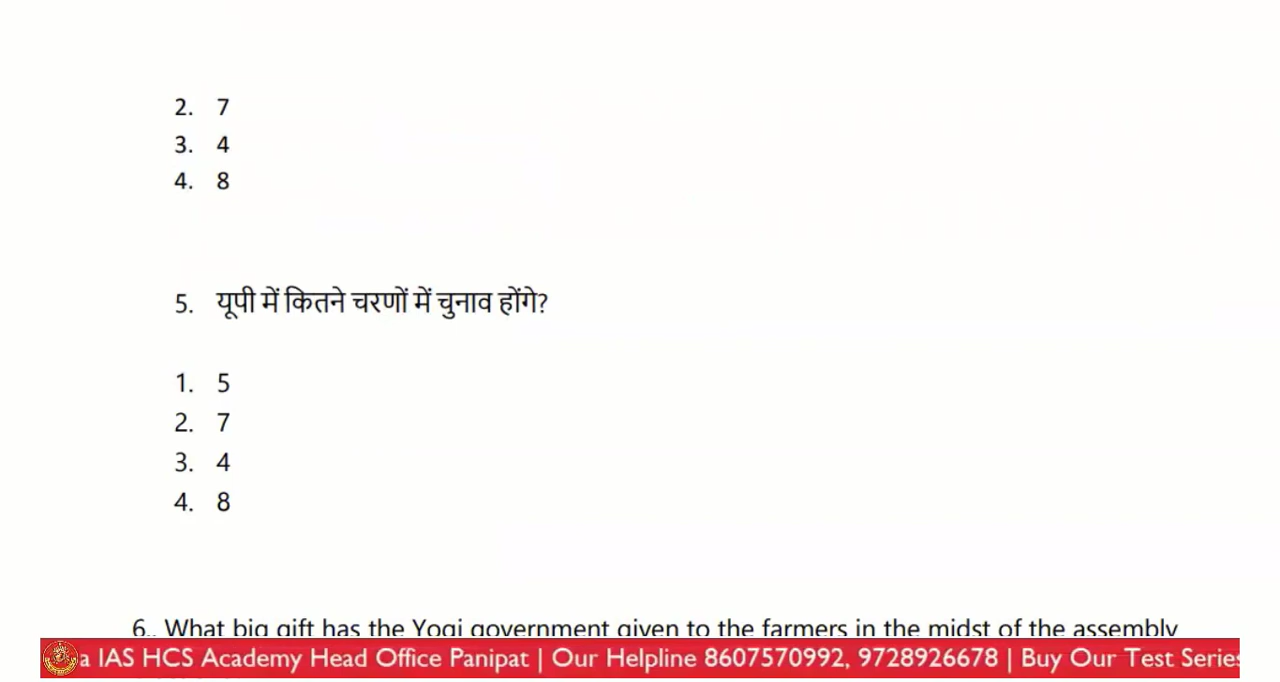 2. 7
3. 4
4. 8
5. यूपी में कितने चरणों में चुनाव होंगे?
1. 5
2. 7
3. 4
4. 8
6.. What big gift has the Yogi government given to the farmers in the midst of the assembly
a IAS HCS Academy Head Office Panipat | Our Helpline 8607570992, 9728926678 | Buy Our Test Series